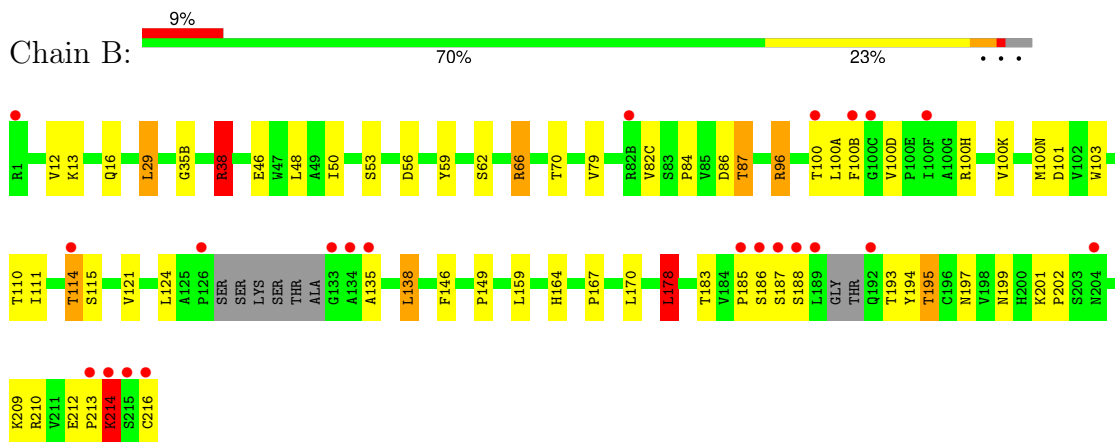 9%
Chain B:
70% 23% • • •
R1 V12 K13 Q16 L29 G35B R38 E46 W47 L48 A49 I50 S53 D56 Y59 S62 R66 T70 V79 R82B V82C S83 P84 V85 D86 T87 R96 T100 L100A F100B G100C V100D P100E I100F A100G R100H V100K M100N D101 V102 W103
T110 I111 T114 S115 V121 L124 A125 P126 SER SER LYS SER THR ALA G133 A134 A135 L138 F146 P149 L159 H164 P167 L170 L178 T183 V184 P185 S186 S187 S188 L189 GLY THR Q192 T193 Y194 T195 C196 N197 V198 N199 H200 K201 P202 S203 N204
K209 R210 V211 E212 P213 K214 S215 C216